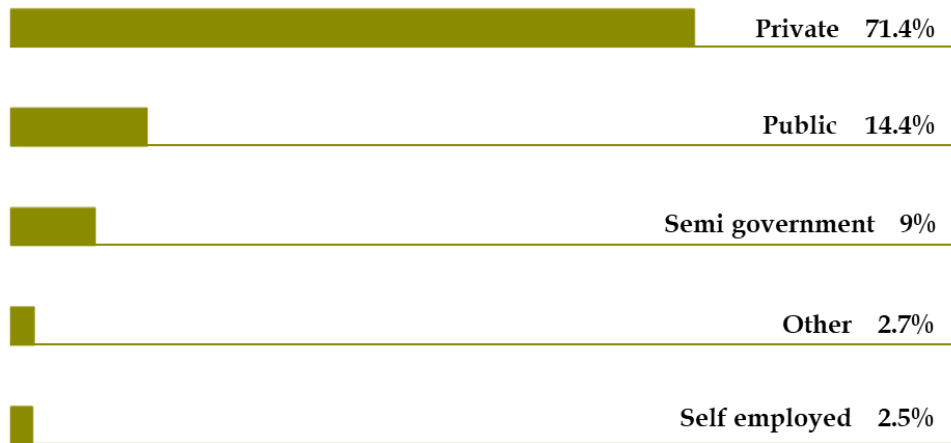 Private 71.4%
Public 14.4%
Semi government 9%
Other 2.7%
Self employed 2.5%